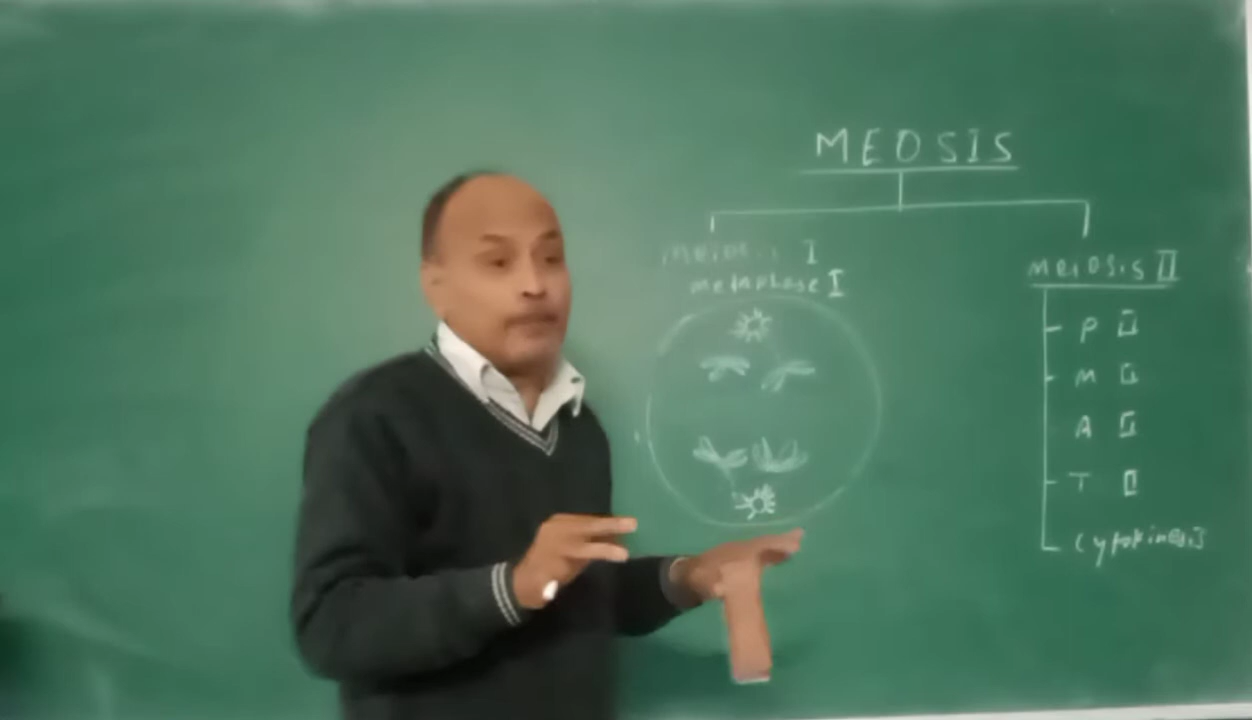 MEOSIS
meiosis I
metaphase I
meiosis II
P II
M II
A II
T II
Cytokinesis